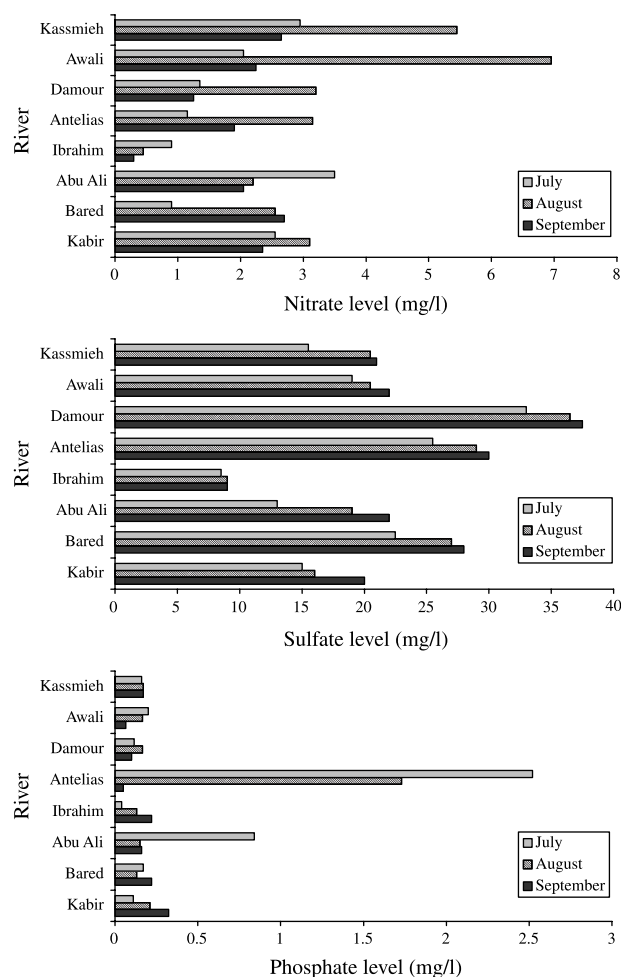 River
Kassmieh
Awali
Damour
Antelias
Ibrahim
Abu Ali
Bared
Kabir
July
August
September
0 1 2 3 4 5 6 7 8
Nitrate level (mg/l)
River
Kassmieh
Awali
Damour
Antelias
Ibrahim
Abu Ali
Bared
Kabir
July
August
September
0 5 10 15 20 25 30 35 40
Sulfate level (mg/l)
River
Kassmieh
Awali
Damour
Antelias
Ibrahim
Abu Ali
Bared
Kabir
July
August
September
0 0.5 1 1.5 2 2.5 3
Phosphate level (mg/l)